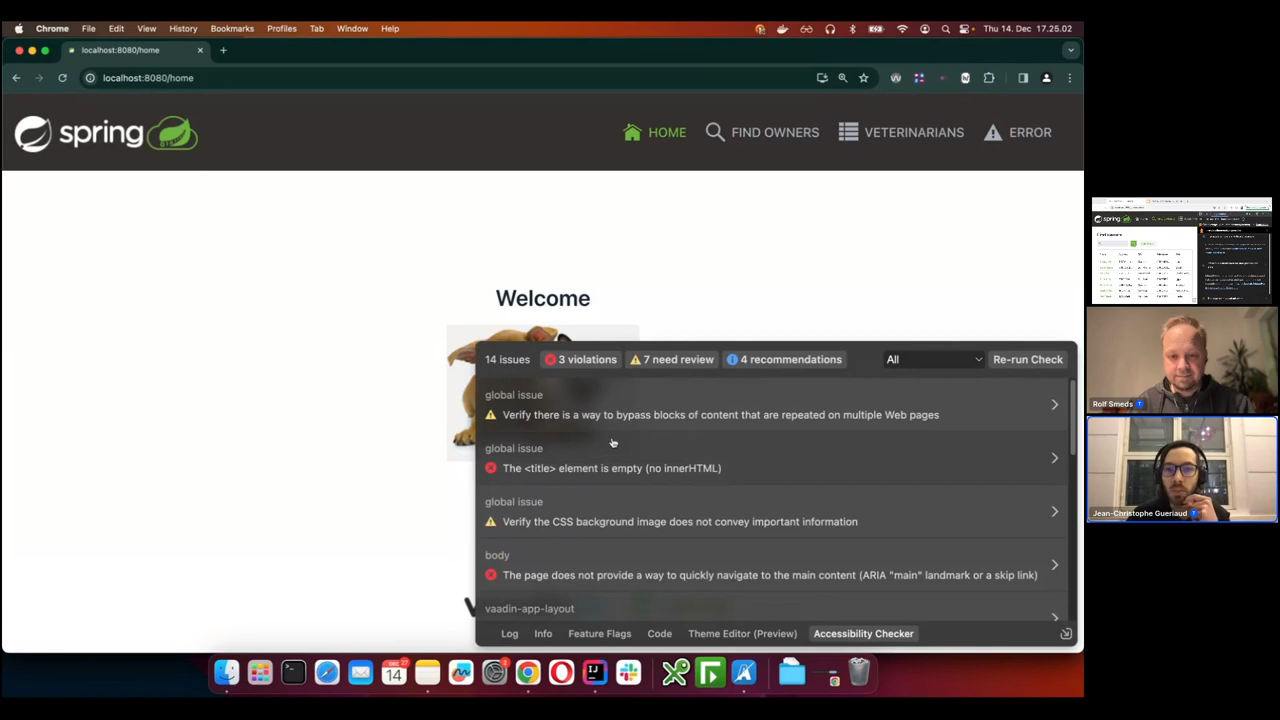 Chrome File Edit View History Bookmarks Profiles Tab Window Help Thu 14. Dec 17.25.02
localhost:8080/home
localhost:8080/home
spring
HOME FIND OWNERS VETERINARIANS ERROR
Welcome
14 issues 3 violations 7 need review 4 recommendations All Re-run Check
global issue
Verify there is a way to bypass blocks of content that are repeated on multiple Web pages
global issue
The <title> element is empty (no innerHTML)
global issue
Verify the CSS background image does not convey important information
body
The page does not provide a way to quickly navigate to the main content (ARIA "main" landmark or a skip link)
vaadin-app-layout
Log Info Feature Flags Code Theme Editor (Preview) Accessibility Checker
DEC
14
Rolf Smeds
Jean-Christophe Gueriaud